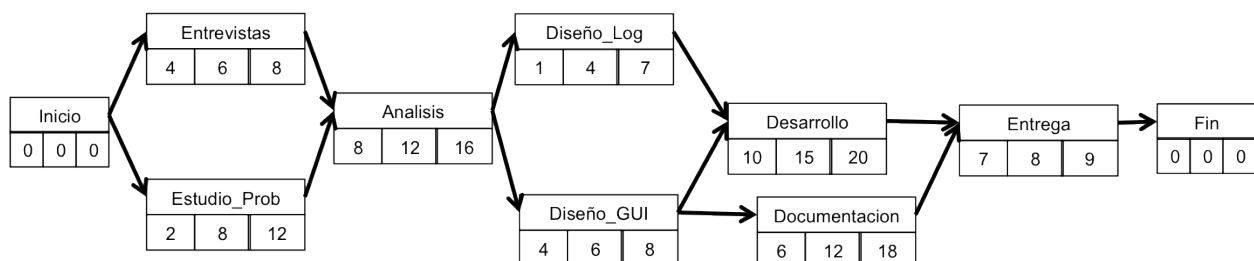 Inicio
0 0 0
Entrevistas
4 6 8
Estudio_Prob
2 8 12
Analisis
8 12 16
Diseño_Log
1 4 7
Diseño_GUI
4 6 8
Desarrollo
10 15 20
Documentacion
6 12 18
Entrega
7 8 9
Fin
0 0 0